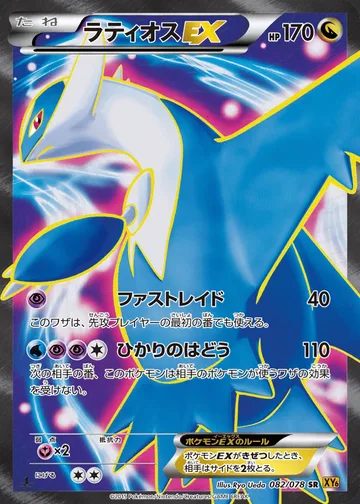 たね ラティオスEX HP170
ファストレイド 40
このワザは、先攻プレイヤーの最初の番でも使える。
ひかりのはどう 110
次の相手の番、このポケモンは相手のポケモンが使うワザの効果
を受けない。
弱点 抵抗力
×2
ポケモンEXのルール
ポケモンEXがきぜつしたとき、
相手はサイドを2枚とる。
にげる
Illus. Ryo Ueda 082/078 SR XY6
©2015 Pokémon/Nintendo/Creatures/GAME FREAK.